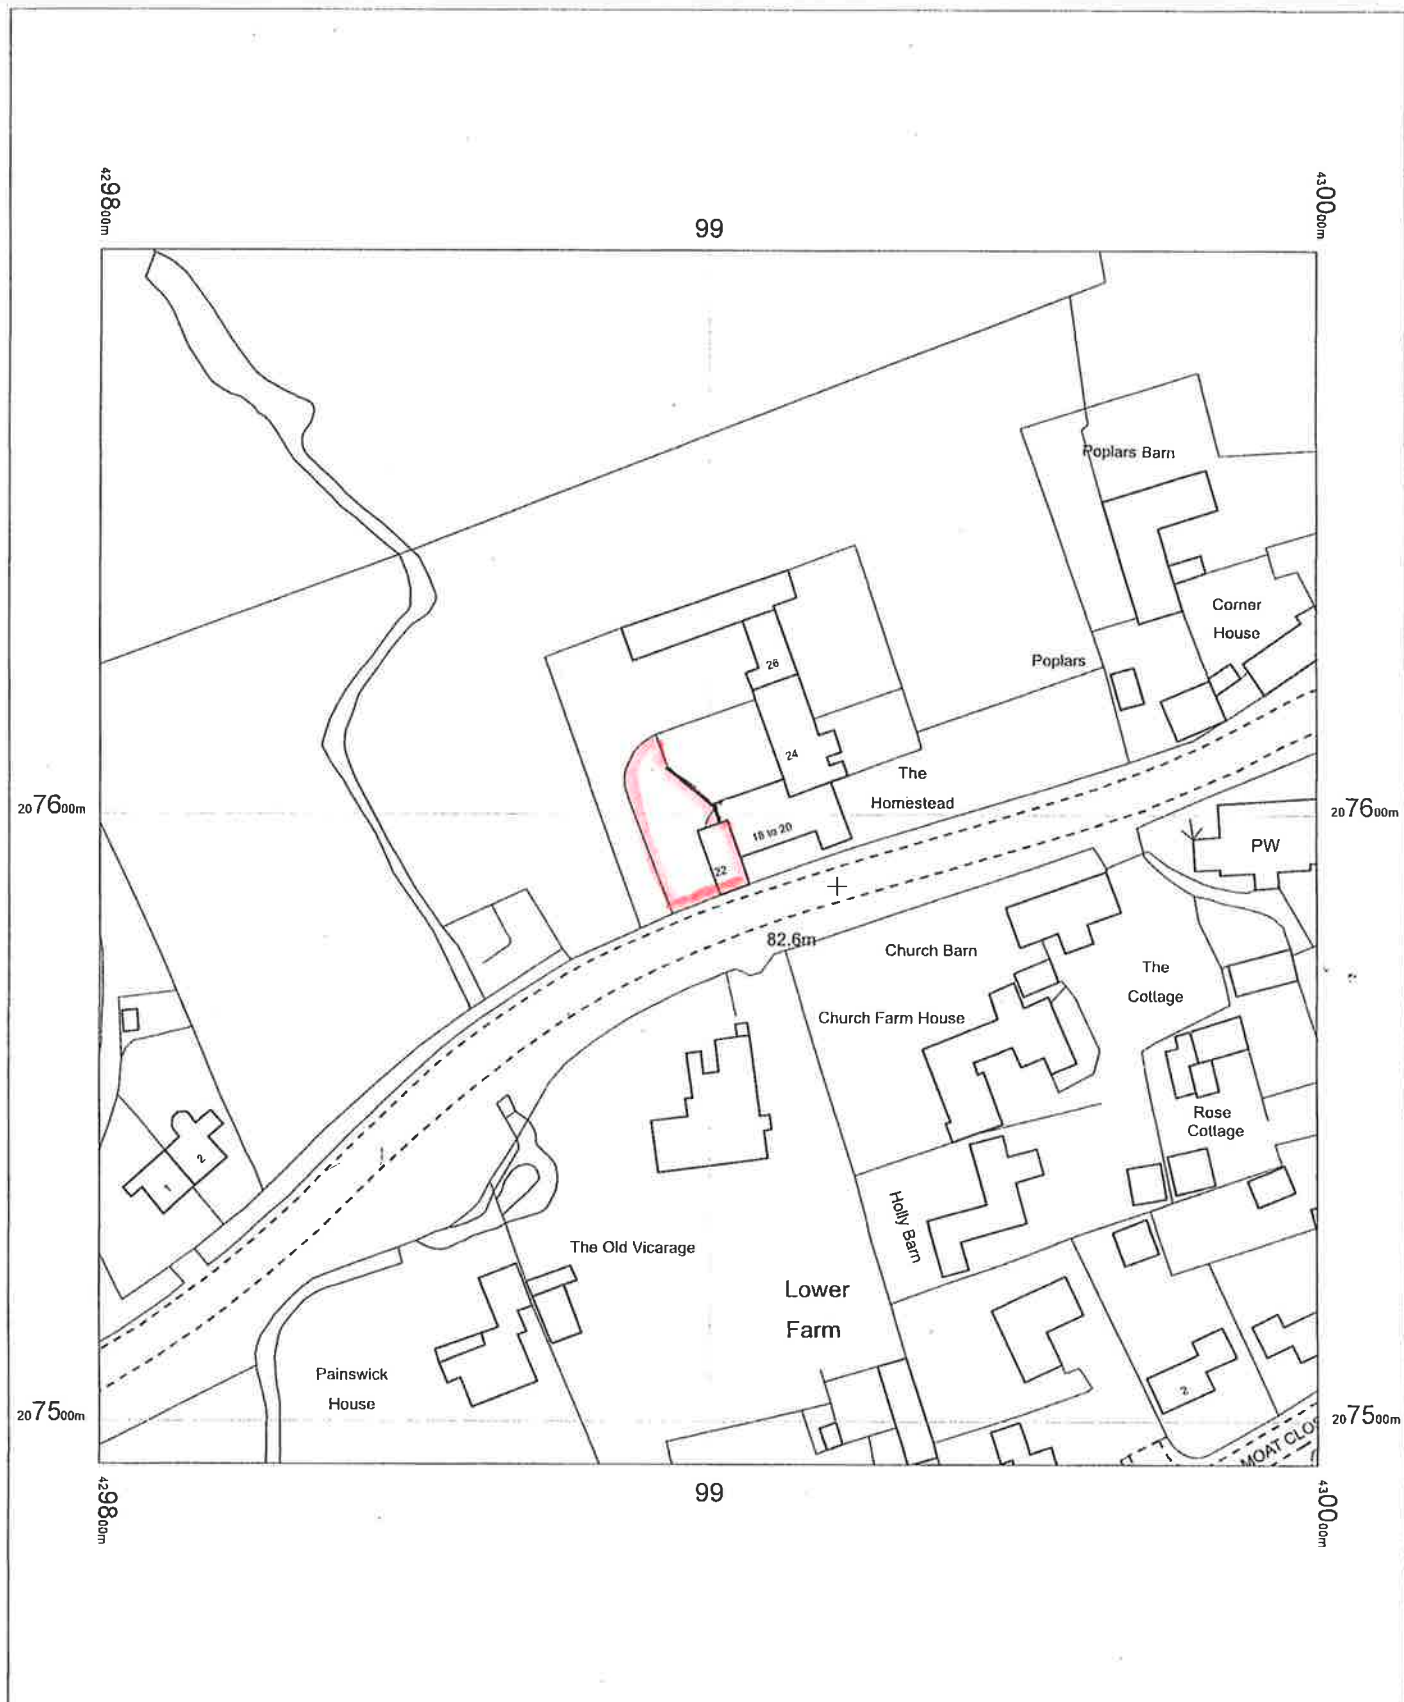 429800m
99
430000m
Poplars Barn
Corner
House
26
Poplars
24
The
Homestead
207600m
207600m
18 to 20
PW
22
82.6m
Church Barn
The
Cottage
Church Farm House
Rose
Cottage
2
1
Holly Barn
The Old Vicarage
Lower
Farm
Painswick
House
2
207500m
207500m
MOAT CLOS
429800m
99
430000m